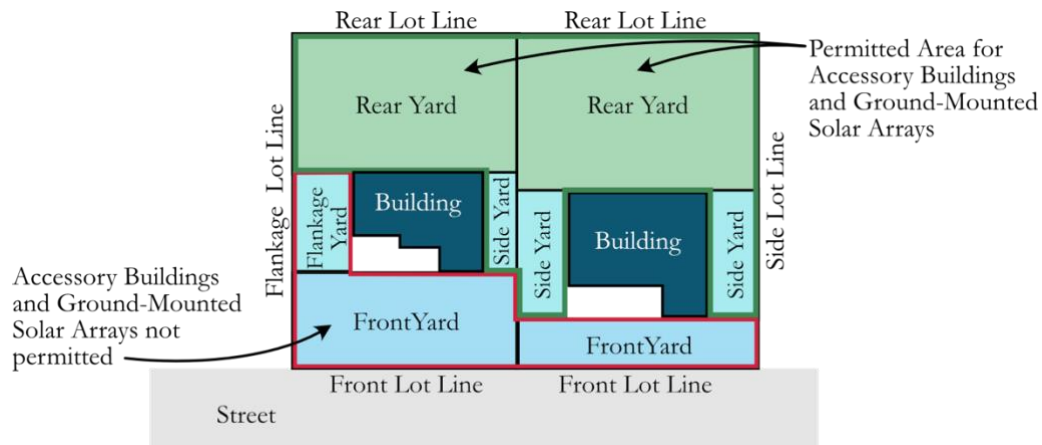 Rear Lot Line
Rear Lot Line
Permitted Area for
Accessory Buildings
and Ground-Mounted
Solar Arrays
Rear Yard
Rear Yard
Flankage Lot Line
Side Lot Line
Flankage
Yard
Building
Side Yard
Side Yard
Building
Side Yard
Accessory Buildings
and Ground-Mounted
Solar Arrays not
permitted
FrontYard
FrontYard
Front Lot Line
Front Lot Line
Street